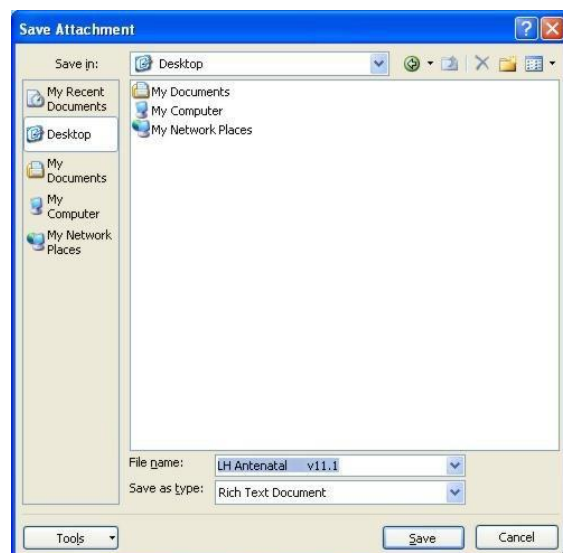 Save Attachment
Save in:
Desktop
My Recent
Documents
Desktop
My
Documents
My
Computer
My Network
Places
My Documents
My Computer
My Network Places
File name:
LH Antenatal v11.1
Save as type:
Rich Text Document
Tools
Save
Cancel